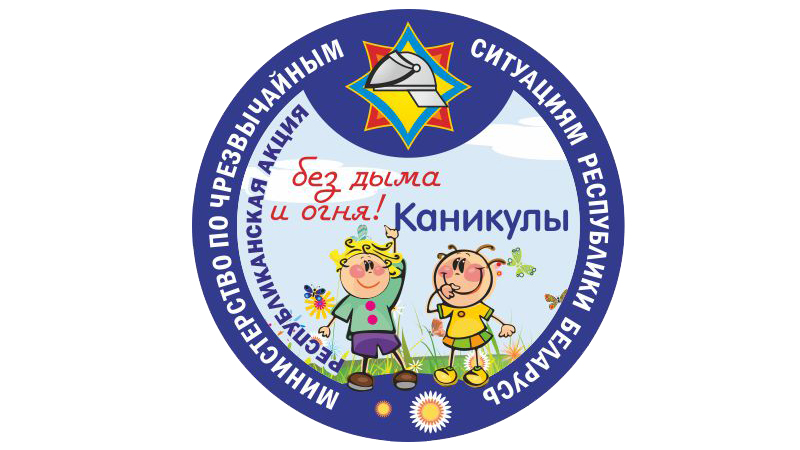 МИНИСТЕРСТВО ПО ЧРЕЗВЫЧАЙНЫМ СИТУАЦИЯМ РЕСПУБЛИКИ БЕЛАРУСЬ
РЕСПУБЛИКАНСКАЯ АКЦИЯ
без дыма
и огня!
Каникулы